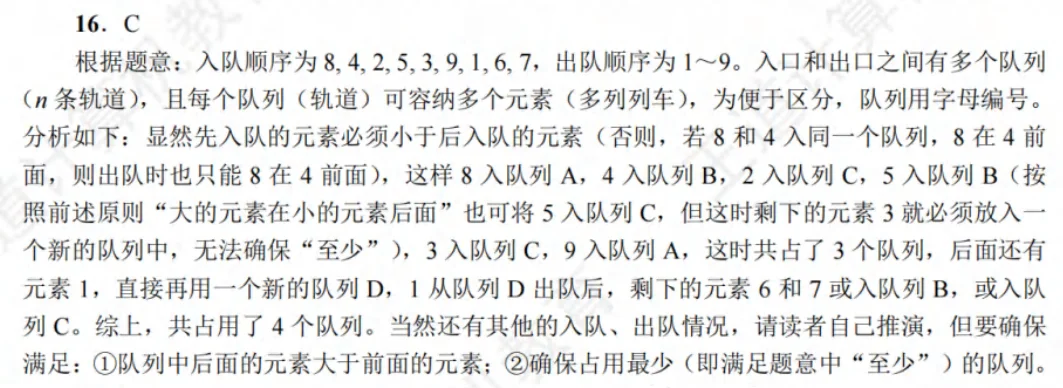 16. C
根据题意：入队顺序为 8, 4, 2, 5, 3, 9, 1, 6, 7，出队顺序为 1～9。入口和出口之间有多个队列
（n 条轨道），且每个队列（轨道）可容纳多个元素（多列列车），为便于区分，队列用字母编号。
分析如下：显然先入队的元素必须小于后入队的元素（否则，若 8 和 4 入同一个队列，8 在 4 前
面，则出队时也只能 8 在 4 前面），这样 8 入队列 A，4 入队列 B，2 入队列 C，5 入队列 B（按
照前述原则“大的元素在小的元素后面”也可将 5 入队列 C，但这时剩下的元素 3 就必须放入一
个新的队列中，无法确保“至少”），3 入队列 C，9 入队列 A，这时共占了 3 个队列，后面还有
元素 1，直接再用一个新的队列 D，1 从队列 D 出队后，剩下的元素 6 和 7 或入队列 B，或入队
列 C。综上，共占用了 4 个队列。当然还有其他的入队、出队情况，请读者自己推演，但要确保
满足：①队列中后面的元素大于前面的元素；②确保占用最少（即满足题意中“至少”）的队列。